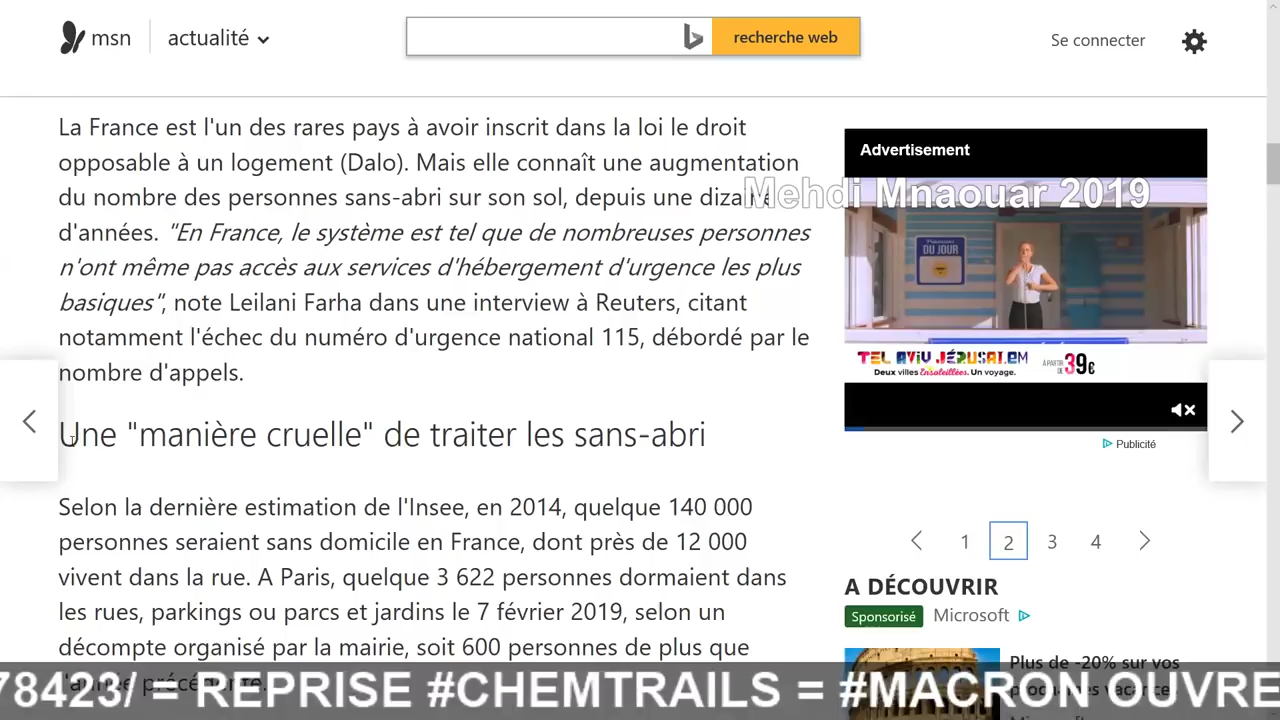 msn
actualité
recherche web
Se connecter
La France est l'un des rares pays à avoir inscrit dans la loi le droit
opposable à un logement (Dalo). Mais elle connaît une augmentation
du nombre des personnes sans-abri sur son sol, depuis une dizaine
d'années. "En France, le système est tel que de nombreuses personnes
n'ont même pas accès aux services d'hébergement d'urgence les plus
basiques", note Leilani Farha dans une interview à Reuters, citant
notamment l'échec du numéro d'urgence national 115, débordé par le
nombre d'appels.
Une "manière cruelle" de traiter les sans-abri
Selon la dernière estimation de l'Insee, en 2014, quelque 140 000
personnes seraient sans domicile en France, dont près de 12 000
vivent dans la rue. A Paris, quelque 3 622 personnes dormaient dans
les rues, parkings ou parcs et jardins le 7 février 2019, selon un
décompte organisé par la mairie, soit 600 personnes de plus que
l'année précédente.
Advertisement
Mehdi Mnaouar 2019
DU JOUR
TEL AVIV JÉRUSALEM
Deux villes Ensoleillées. Un voyage.
À PARTIR
DE 39€
Publicité
1 2 3 4
A DÉCOUVRIR
Sponsorisé Microsoft
Plus de -20% sur vos
prochaines vacances
78423/ = REPRISE #CHEMTRAILS = #MACRON OUVRE